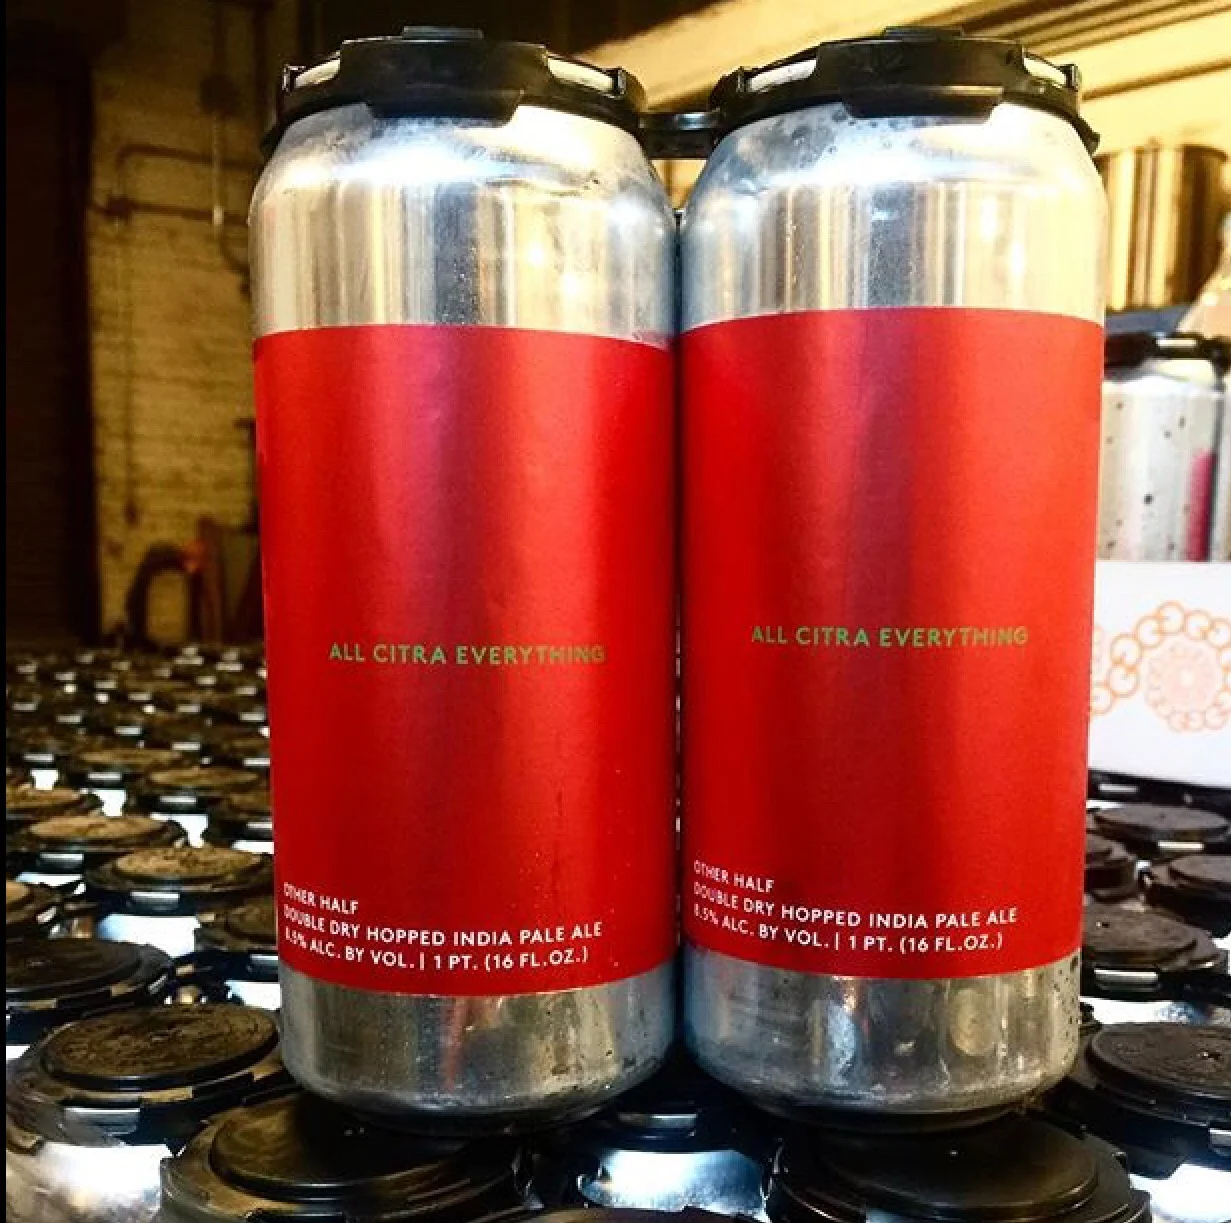 ALL CITRA EVERYTHING
OTHER HALF
DOUBLE DRY HOPPED INDIA PALE ALE
8.5% ALC. BY VOL. | 1 PT. (16 FL.OZ.)
ALL CITRA EVERYTHING
OTHER HALF
DOUBLE DRY HOPPED INDIA PALE ALE
8.5% ALC. BY VOL. | 1 PT. (16 FL.OZ.)